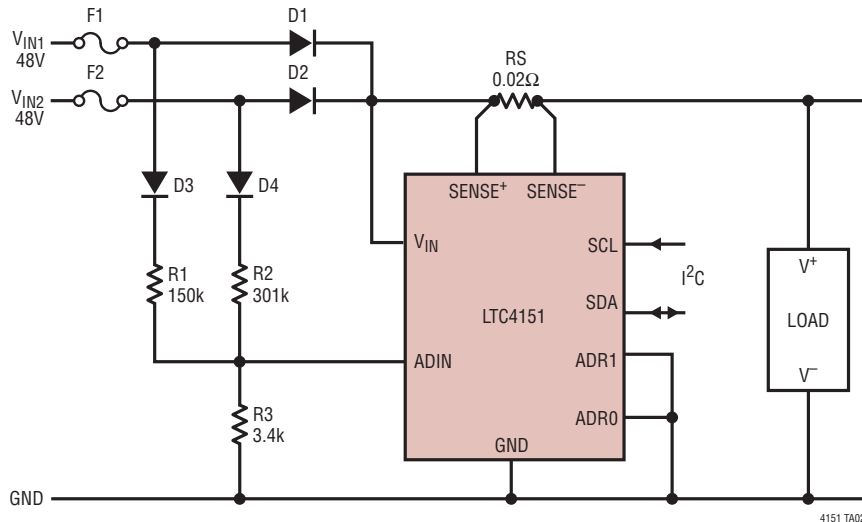 F1
D1
VIN1
48V
F2
D2
RS
0.02Ω
VIN2
48V
D3
D4
SENSE+
SENSE–
VIN
SCL
R1
150k
R2
301k
I2C
V+
SDA
LTC4151
LOAD
ADIN
ADR1
V–
R3
3.4k
ADR0
GND
GND
4151 TA02